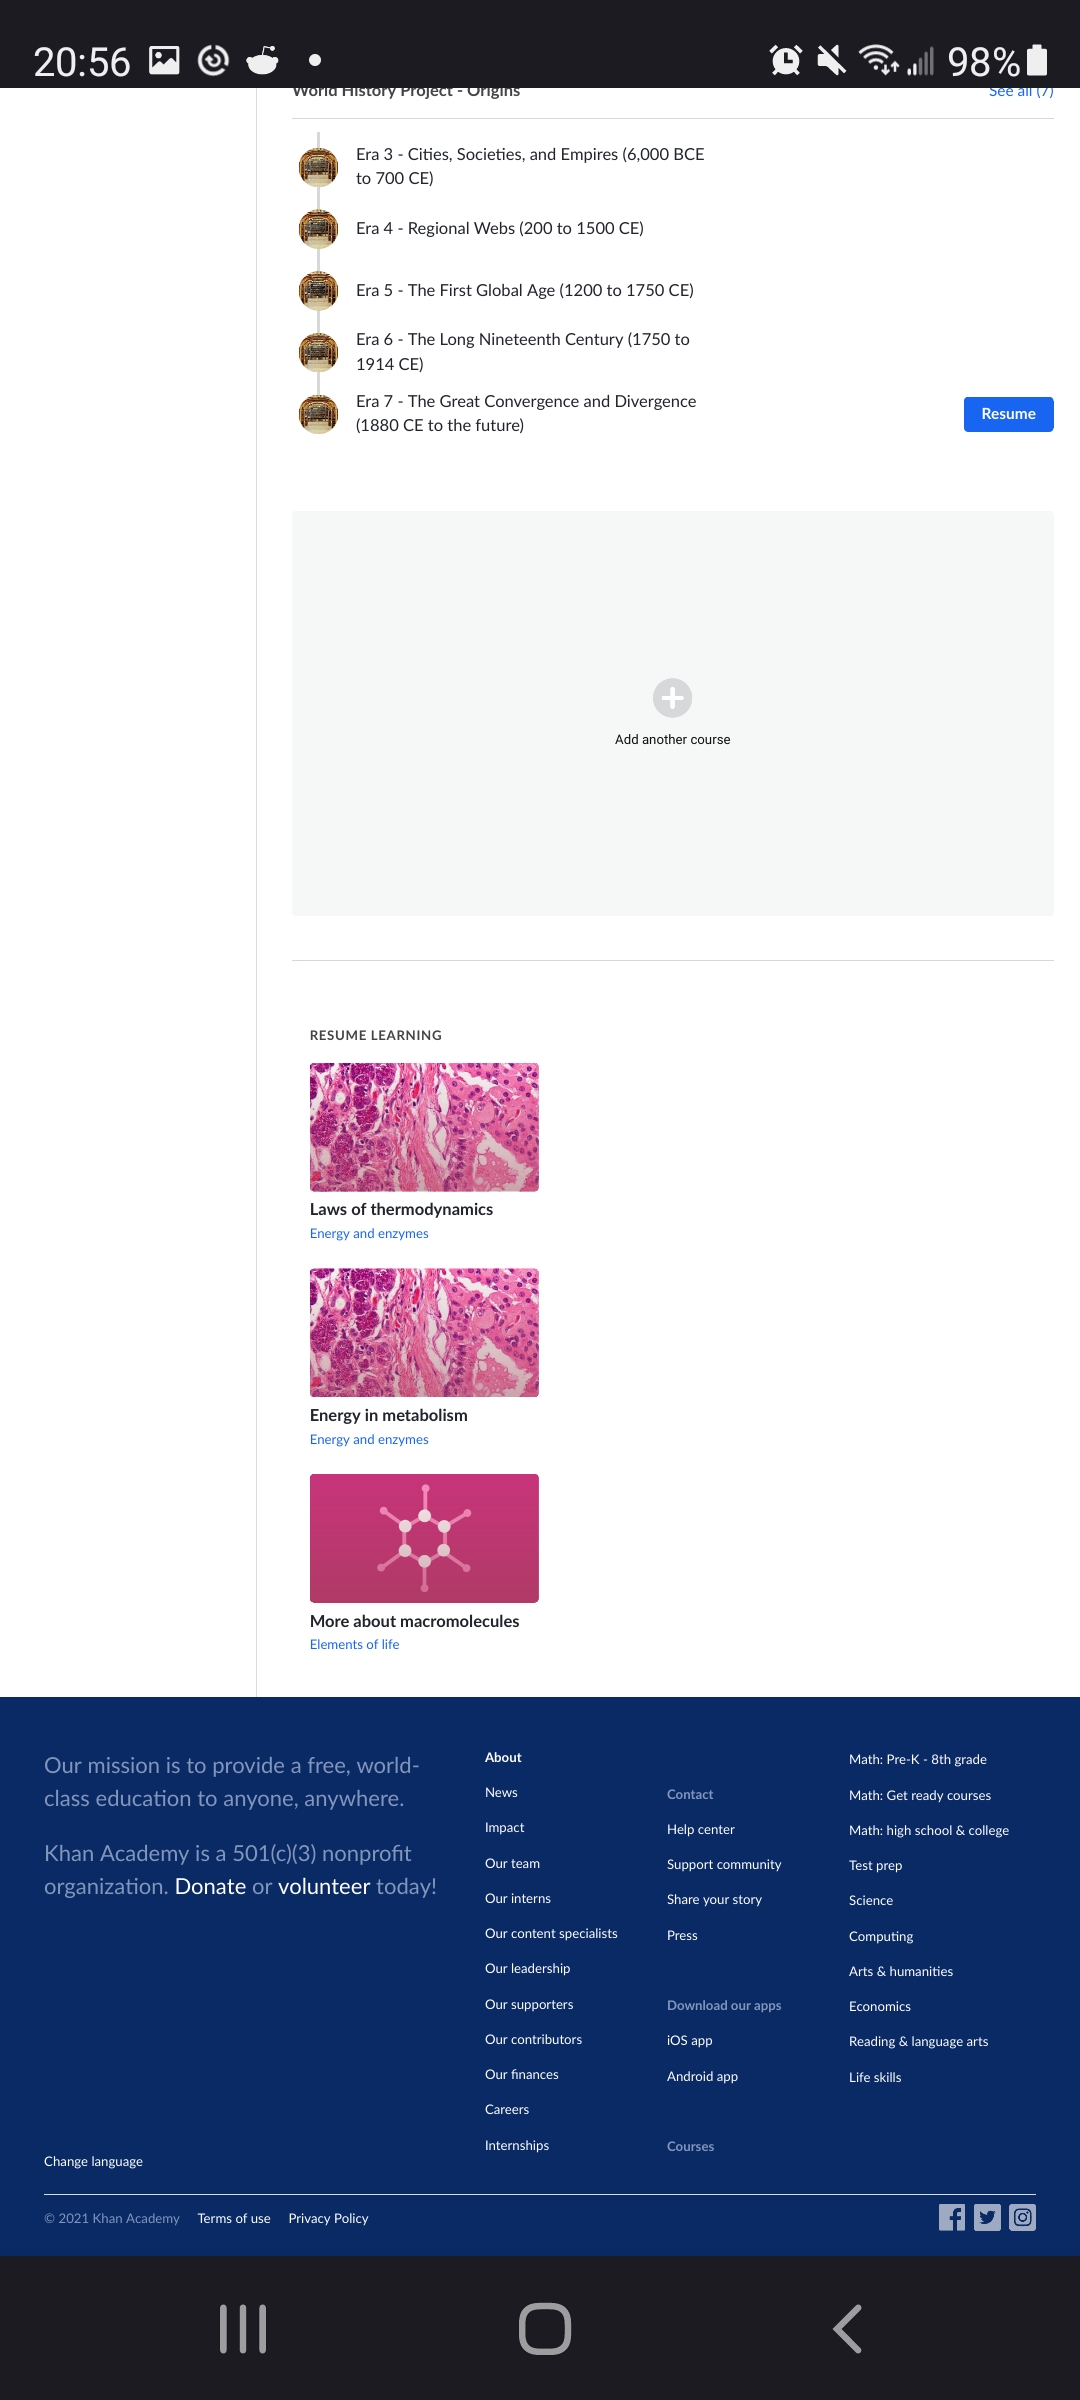 20:56
98%
World History Project - Origins
See all (7)
Era 3 - Cities, Societies, and Empires (6,000 BCE
to 700 CE)
Era 4 - Regional Webs (200 to 1500 CE)
Era 5 - The First Global Age (1200 to 1750 CE)
Era 6 - The Long Nineteenth Century (1750 to
1914 CE)
Era 7 - The Great Convergence and Divergence
(1880 CE to the future)
Resume
Add another course
RESUME LEARNING
Laws of thermodynamics
Energy and enzymes
Energy in metabolism
Energy and enzymes
More about macromolecules
Elements of life
Our mission is to provide a free, world-
class education to anyone, anywhere.
Khan Academy is a 501(c)(3) nonprofit
organization. Donate or volunteer today!
About
News
Impact
Our team
Our interns
Our content specialists
Our leadership
Our supporters
Our contributors
Our finances
Careers
Internships
Contact
Help center
Support community
Share your story
Press
Download our apps
iOS app
Android app
Courses
Math: Pre-K - 8th grade
Math: Get ready courses
Math: high school & college
Test prep
Science
Computing
Arts & humanities
Economics
Reading & language arts
Life skills
Change language
© 2021 Khan Academy
Terms of use
Privacy Policy